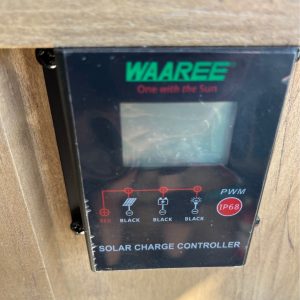 WAAREE
One with the Sun
PWM
RED BLACK BLACK BLACK
IP68
SOLAR CHARGE CONTROLLER